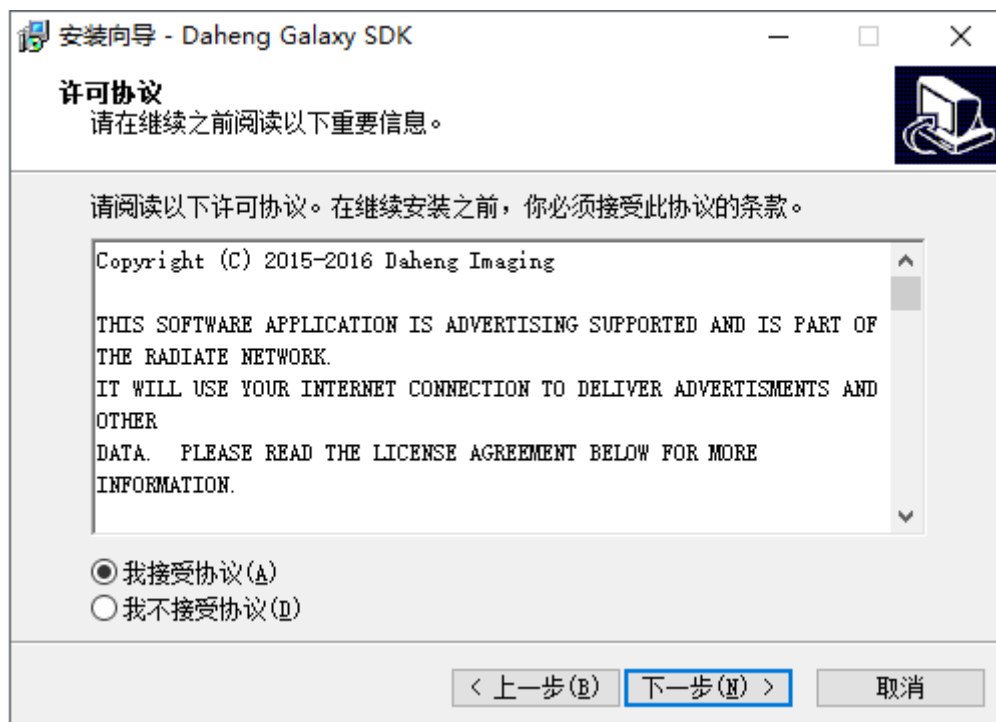 安装向导 - Daheng Galaxy SDK
许可协议
请在继续之前阅读以下重要信息。
请阅读以下许可协议。在继续安装之前，你必须接受此协议的条款。
Copyright (C) 2015-2016 Daheng Imaging
THIS SOFTWARE APPLICATION IS ADVERTISING SUPPORTED AND IS PART OF
THE RADIATE NETWORK.
IT WILL USE YOUR INTERNET CONNECTION TO DELIVER ADVERTISMENTS AND
OTHER
DATA.  PLEASE READ THE LICENSE AGREEMENT BELOW FOR MORE
INFORMATION.
我接受协议(A)
我不接受协议(D)
< 上一步(B) 下一步(N) > 取消